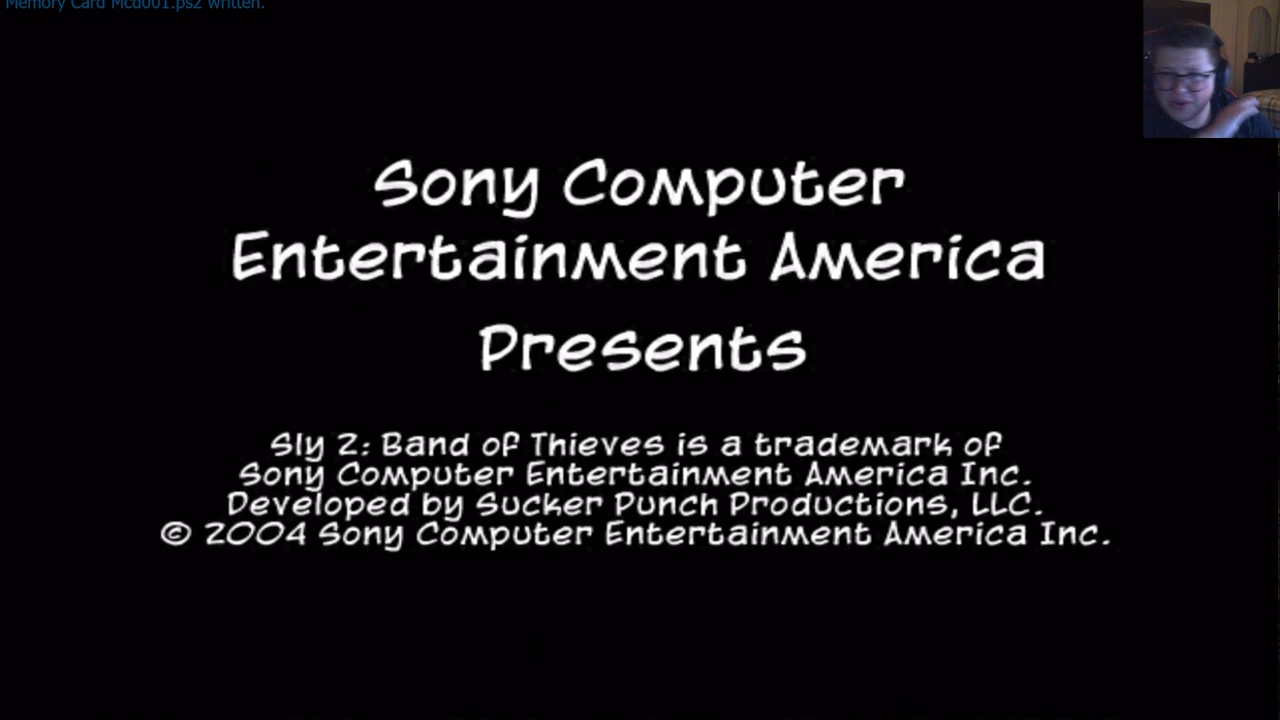 Memory Card Mcd001.ps2 written.
Sony Computer
Entertainment America
Presents
Sly 2: Band of Thieves is a trademark of
Sony Computer Entertainment America Inc.
Developed by Sucker Punch Productions, LLC.
© 2004 Sony Computer Entertainment America Inc.